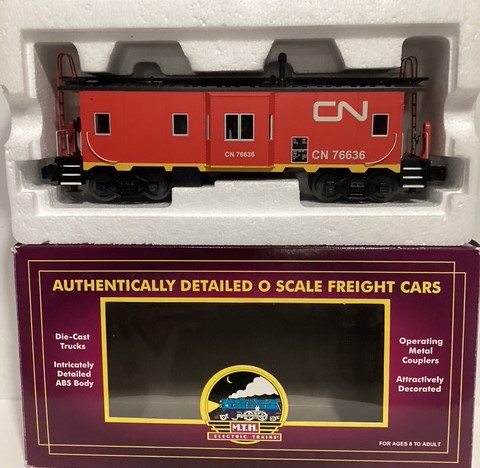 CN
CN 76636
CN 76636
AUTHENTICALLY DETAILED O SCALE FREIGHT CARS
Die-Cast
Trucks
Intricately
Detailed
ABS Body
Operating
Metal
Couplers
Attractively
Decorated
M.T.H.
ELECTRIC TRAINS
FOR AGES 8 TO ADULT